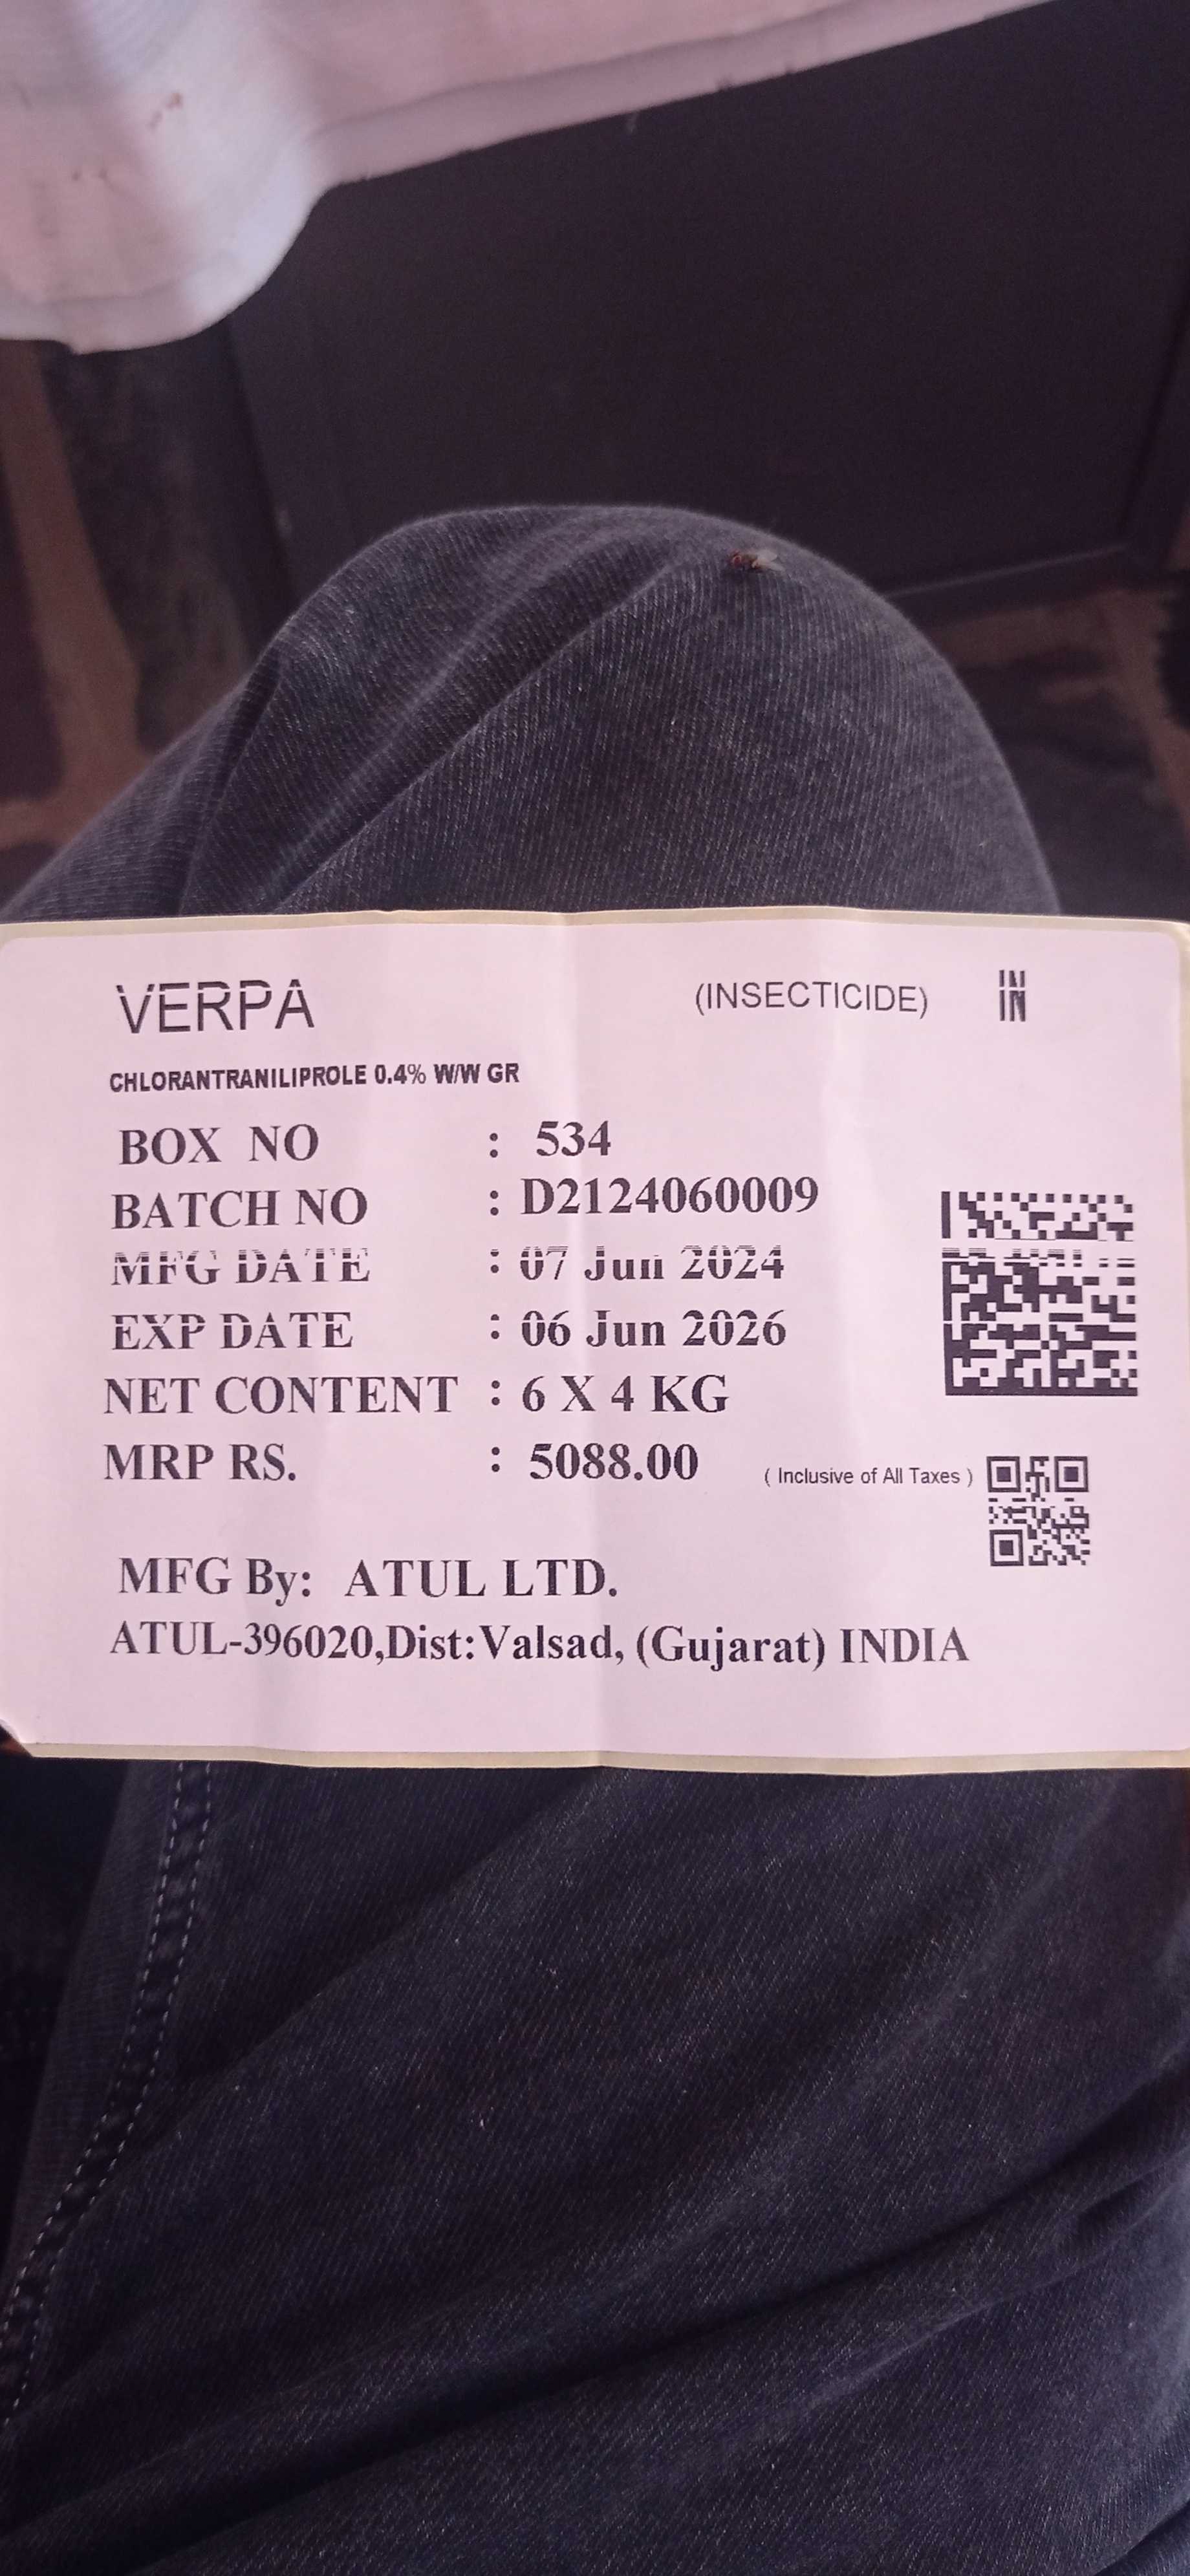 VERPA (INSECTICIDE) IN
CHLORANTRANILIPROLE 0.4% W/W GR
BOX NO : 534
BATCH NO : D2124060009
MFG DATE : 07 Jun 2024
EXP DATE : 06 Jun 2026
NET CONTENT : 6 X 4 KG
MRP RS. : 5088.00 ( Inclusive of All Taxes )
MFG By: ATUL LTD.
ATUL-396020,Dist:Valsad, (Gujarat) INDIA